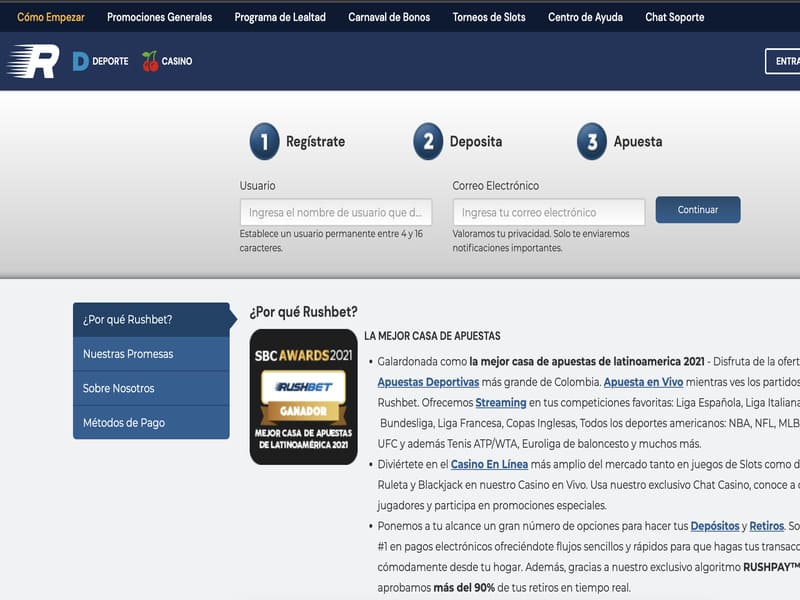 Cómo Empezar Promociones Generales Programa de Lealtad Carnaval de Bonos Torneos de Slots Centro de Ayuda Chat Soporte
R D DEPORTE CASINO ENTRA
1 Regístrate 2 Deposita 3 Apuesta
Usuario Correo Electrónico
Ingresa el nombre de usuario que d... Ingresa tu correo electrónico Continuar
Establece un usuario permanente entre 4 y 16 Valoramos tu privacidad. Solo te enviaremos
caracteres. notificaciones importantes.
¿Por qué Rushbet?
Nuestras Promesas
Sobre Nosotros
Métodos de Pago
¿Por qué Rushbet?
SBC AWARDS 2021
RUSHBET
GANADOR
MEJOR CASA DE APUESTAS
DE LATINOAMÉRICA 2021
LA MEJOR CASA DE APUESTAS
• Galardonada como la mejor casa de apuestas de latinoamerica 2021 - Disfruta de la ofert
Apuestas Deportivas más grande de Colombia. Apuesta en Vivo mientras ves los partidos
Rushbet. Ofrecemos Streaming en tus competiciones favoritas: Liga Española, Liga Italiana
Bundesliga, Liga Francesa, Copas Inglesas, Todos los deportes americanos: NBA, NFL, MLB
UFC y además Tenis ATP/WTA, Euroliga de baloncesto y muchos más.
• Diviértete en el Casino En Línea más amplio del mercado tanto en juegos de Slots como d
Ruleta y Blackjack en nuestro Casino en Vivo. Usa nuestro exclusivo Chat Casino, conoce a
jugadores y participa en promociones especiales.
• Ponemos a tu alcance un gran número de opciones para hacer tus Depósitos y Retiros. So
#1 en pagos electrónicos ofreciéndote flujos sencillos y rápidos para que hagas tus transacc
cómodamente desde tu hogar. Además, gracias a nuestro exclusivo algoritmo RUSHPAY™
aprobamos más del 90% de tus retiros en tiempo real.